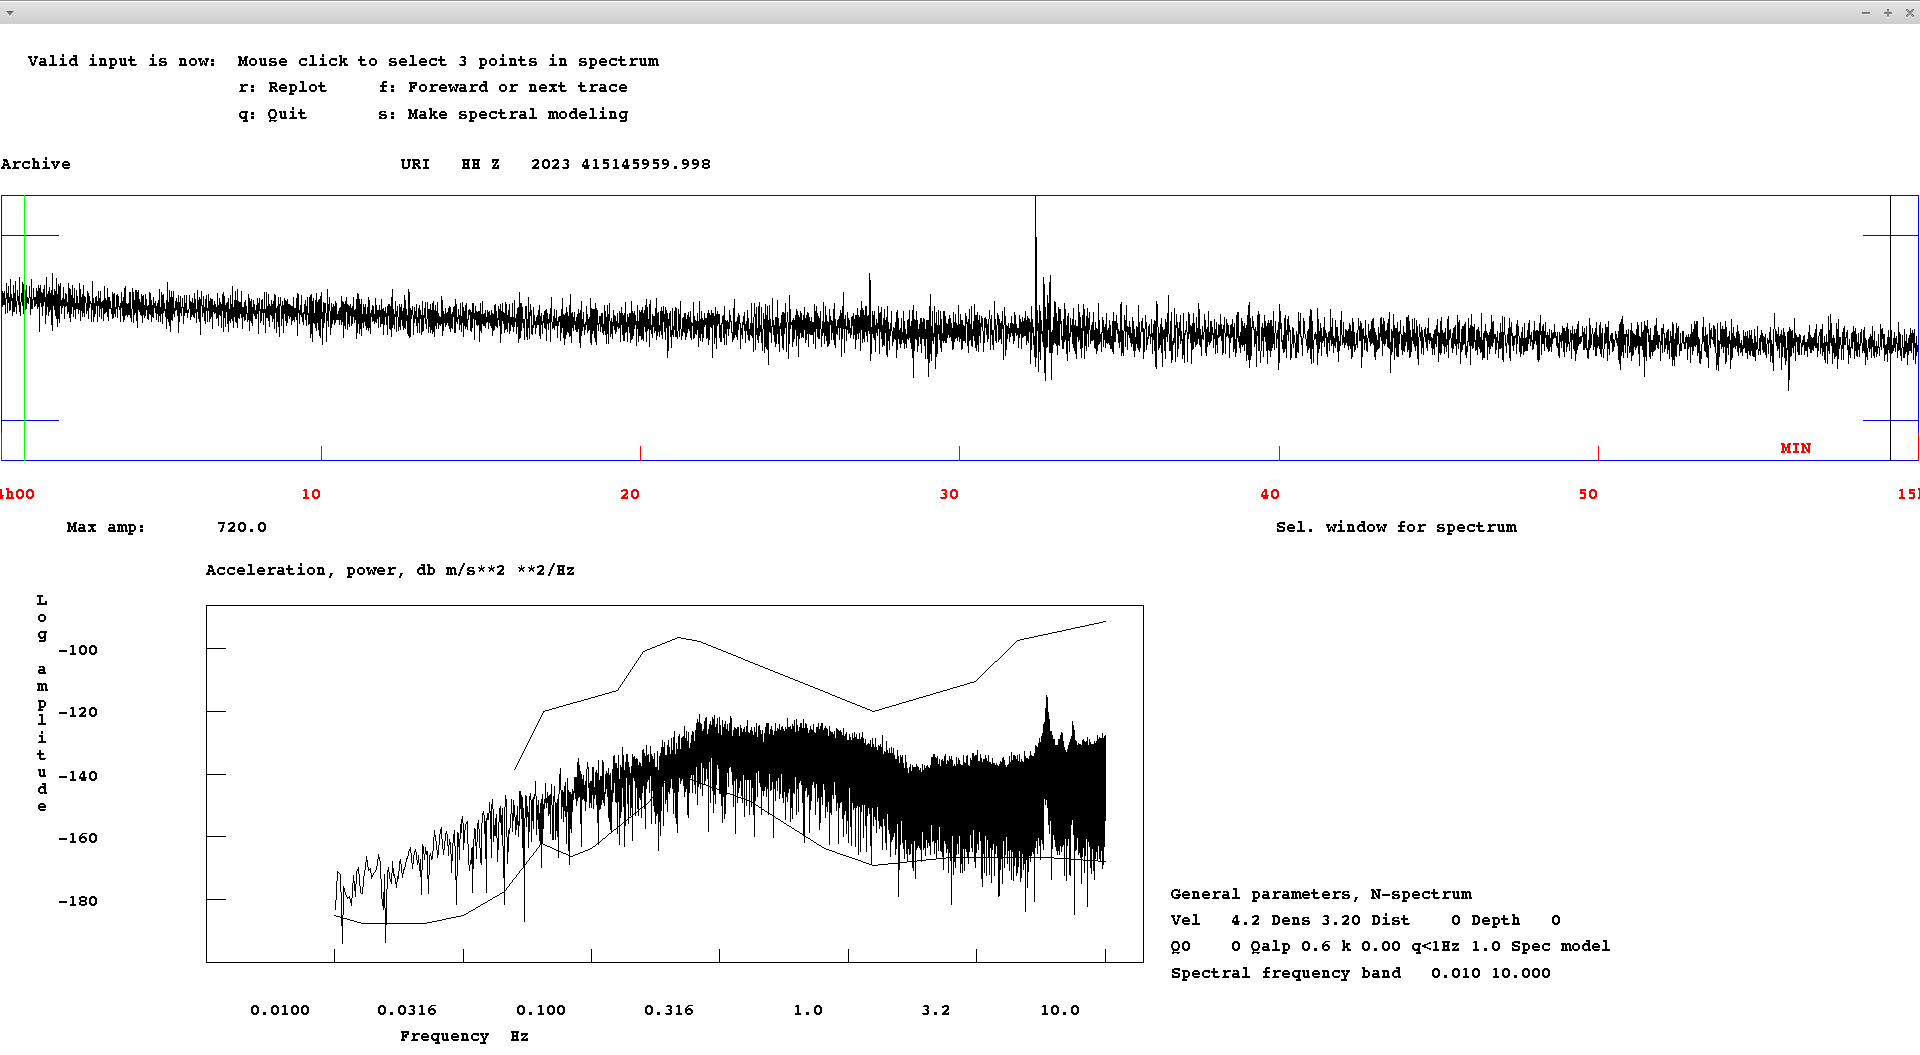 Valid input is now: Mouse click to select 3 points in spectrum
r: Replot f: Foreward or next trace
q: Quit s: Make spectral modeling
Archive URI HH Z 2023 415145959.998
MIN
4h00 10 20 30 40 50 15
Max amp: 720.0 Sel. window for spectrum
Acceleration, power, db m/s**2 **2/Hz
Log amplitude
-100
-120
-140
-160
-180
General parameters, N-spectrum
Vel 4.2 Dens 3.20 Dist 0 Depth 0
Q0 0 Qalp 0.6 k 0.00 q<1Hz 1.0 Spec model
Spectral frequency band 0.010 10.000
0.0100 0.0316 0.100 0.316 1.0 3.2 10.0
Frequency Hz